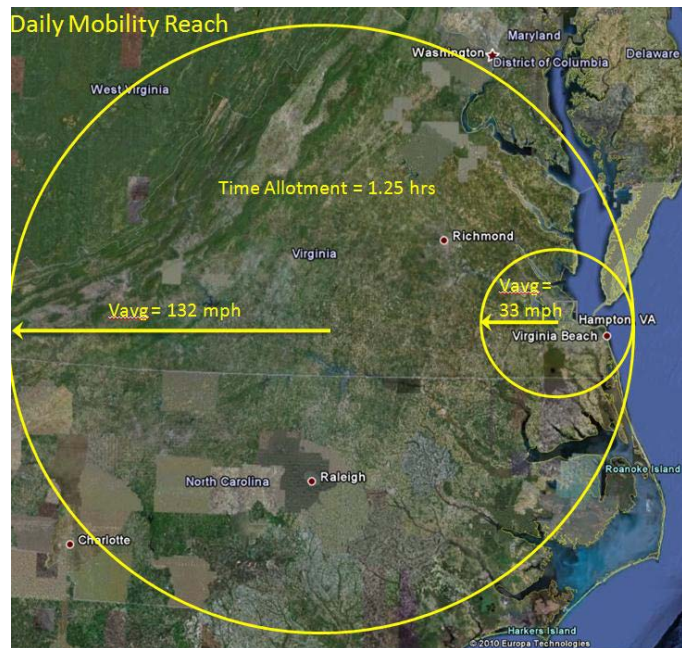 Daily Mobility Reach
Maryland
Washington
District of Columbia
Delaware
West Virginia
Time Allotment = 1.25 hrs
Richmond
Virginia
Vavg =
33 mph
Vavg= 132 mph
Hampton, VA
Virginia Beach
Roanoke Island
North Carolina
Raleigh
Charlotte
Harkers Island
© 2010 Europa Technologies